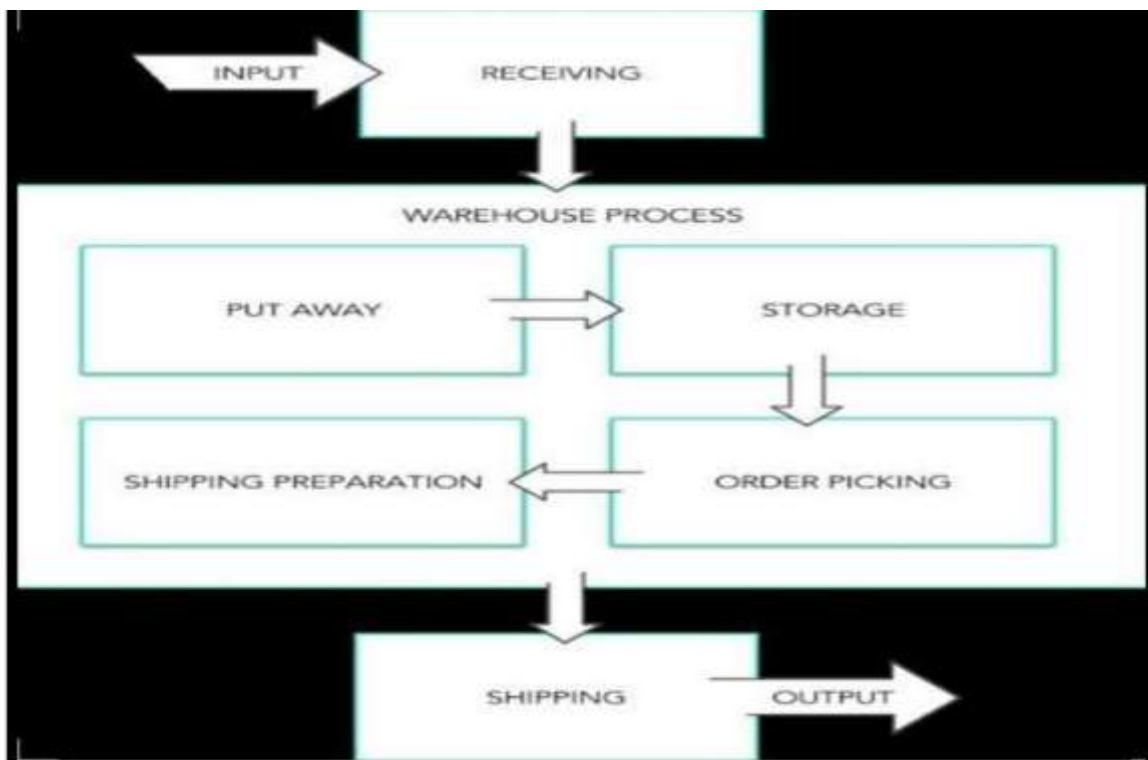 INPUT
RECEIVING
WAREHOUSE PROCESS
PUT AWAY
STORAGE
SHIPPING PREPARATION
ORDER PICKING
SHIPPING
OUTPUT